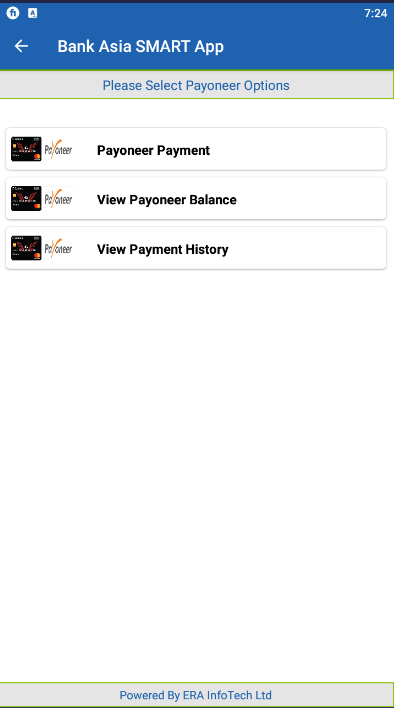 7:24
Bank Asia SMART App
Please Select Payoneer Options
Payoneer Payment
Payoneer View Payoneer Balance
Payoneer View Payment History
Powered By ERA InfoTech Ltd